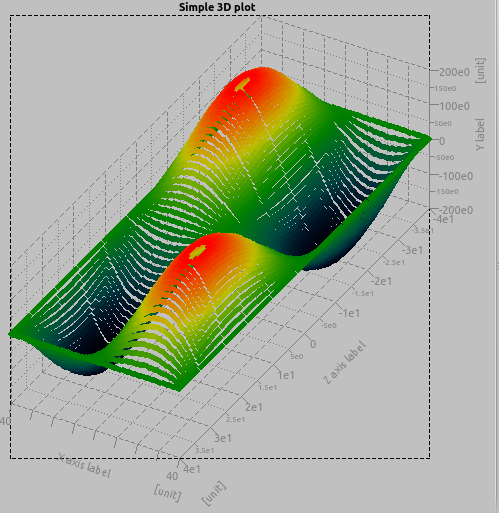 Simple 3D plot
200e0
[unit]
150e0
100e0
50e0
Y label
0
-50e0
-100e0
-150e0
-200e0
-4e1
-3.5e1
-3e1
-2.5e1
-2e1
-1.5e1
-1e1
-5e0
0
5e0
Z axis label
1e1
1.5e1
2e1
2.5e1
3e1
3.5e1
4e1
40
axis label
40
[unit]
[unit]